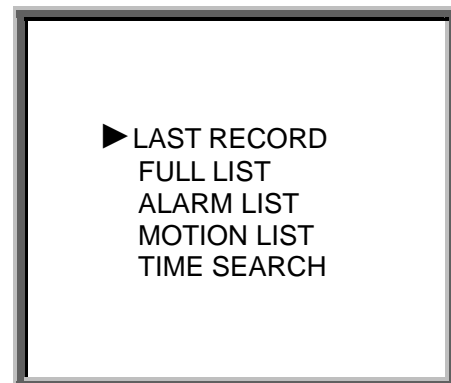 ►LAST RECORD
FULL LIST
ALARM LIST
MOTION LIST
TIME SEARCH